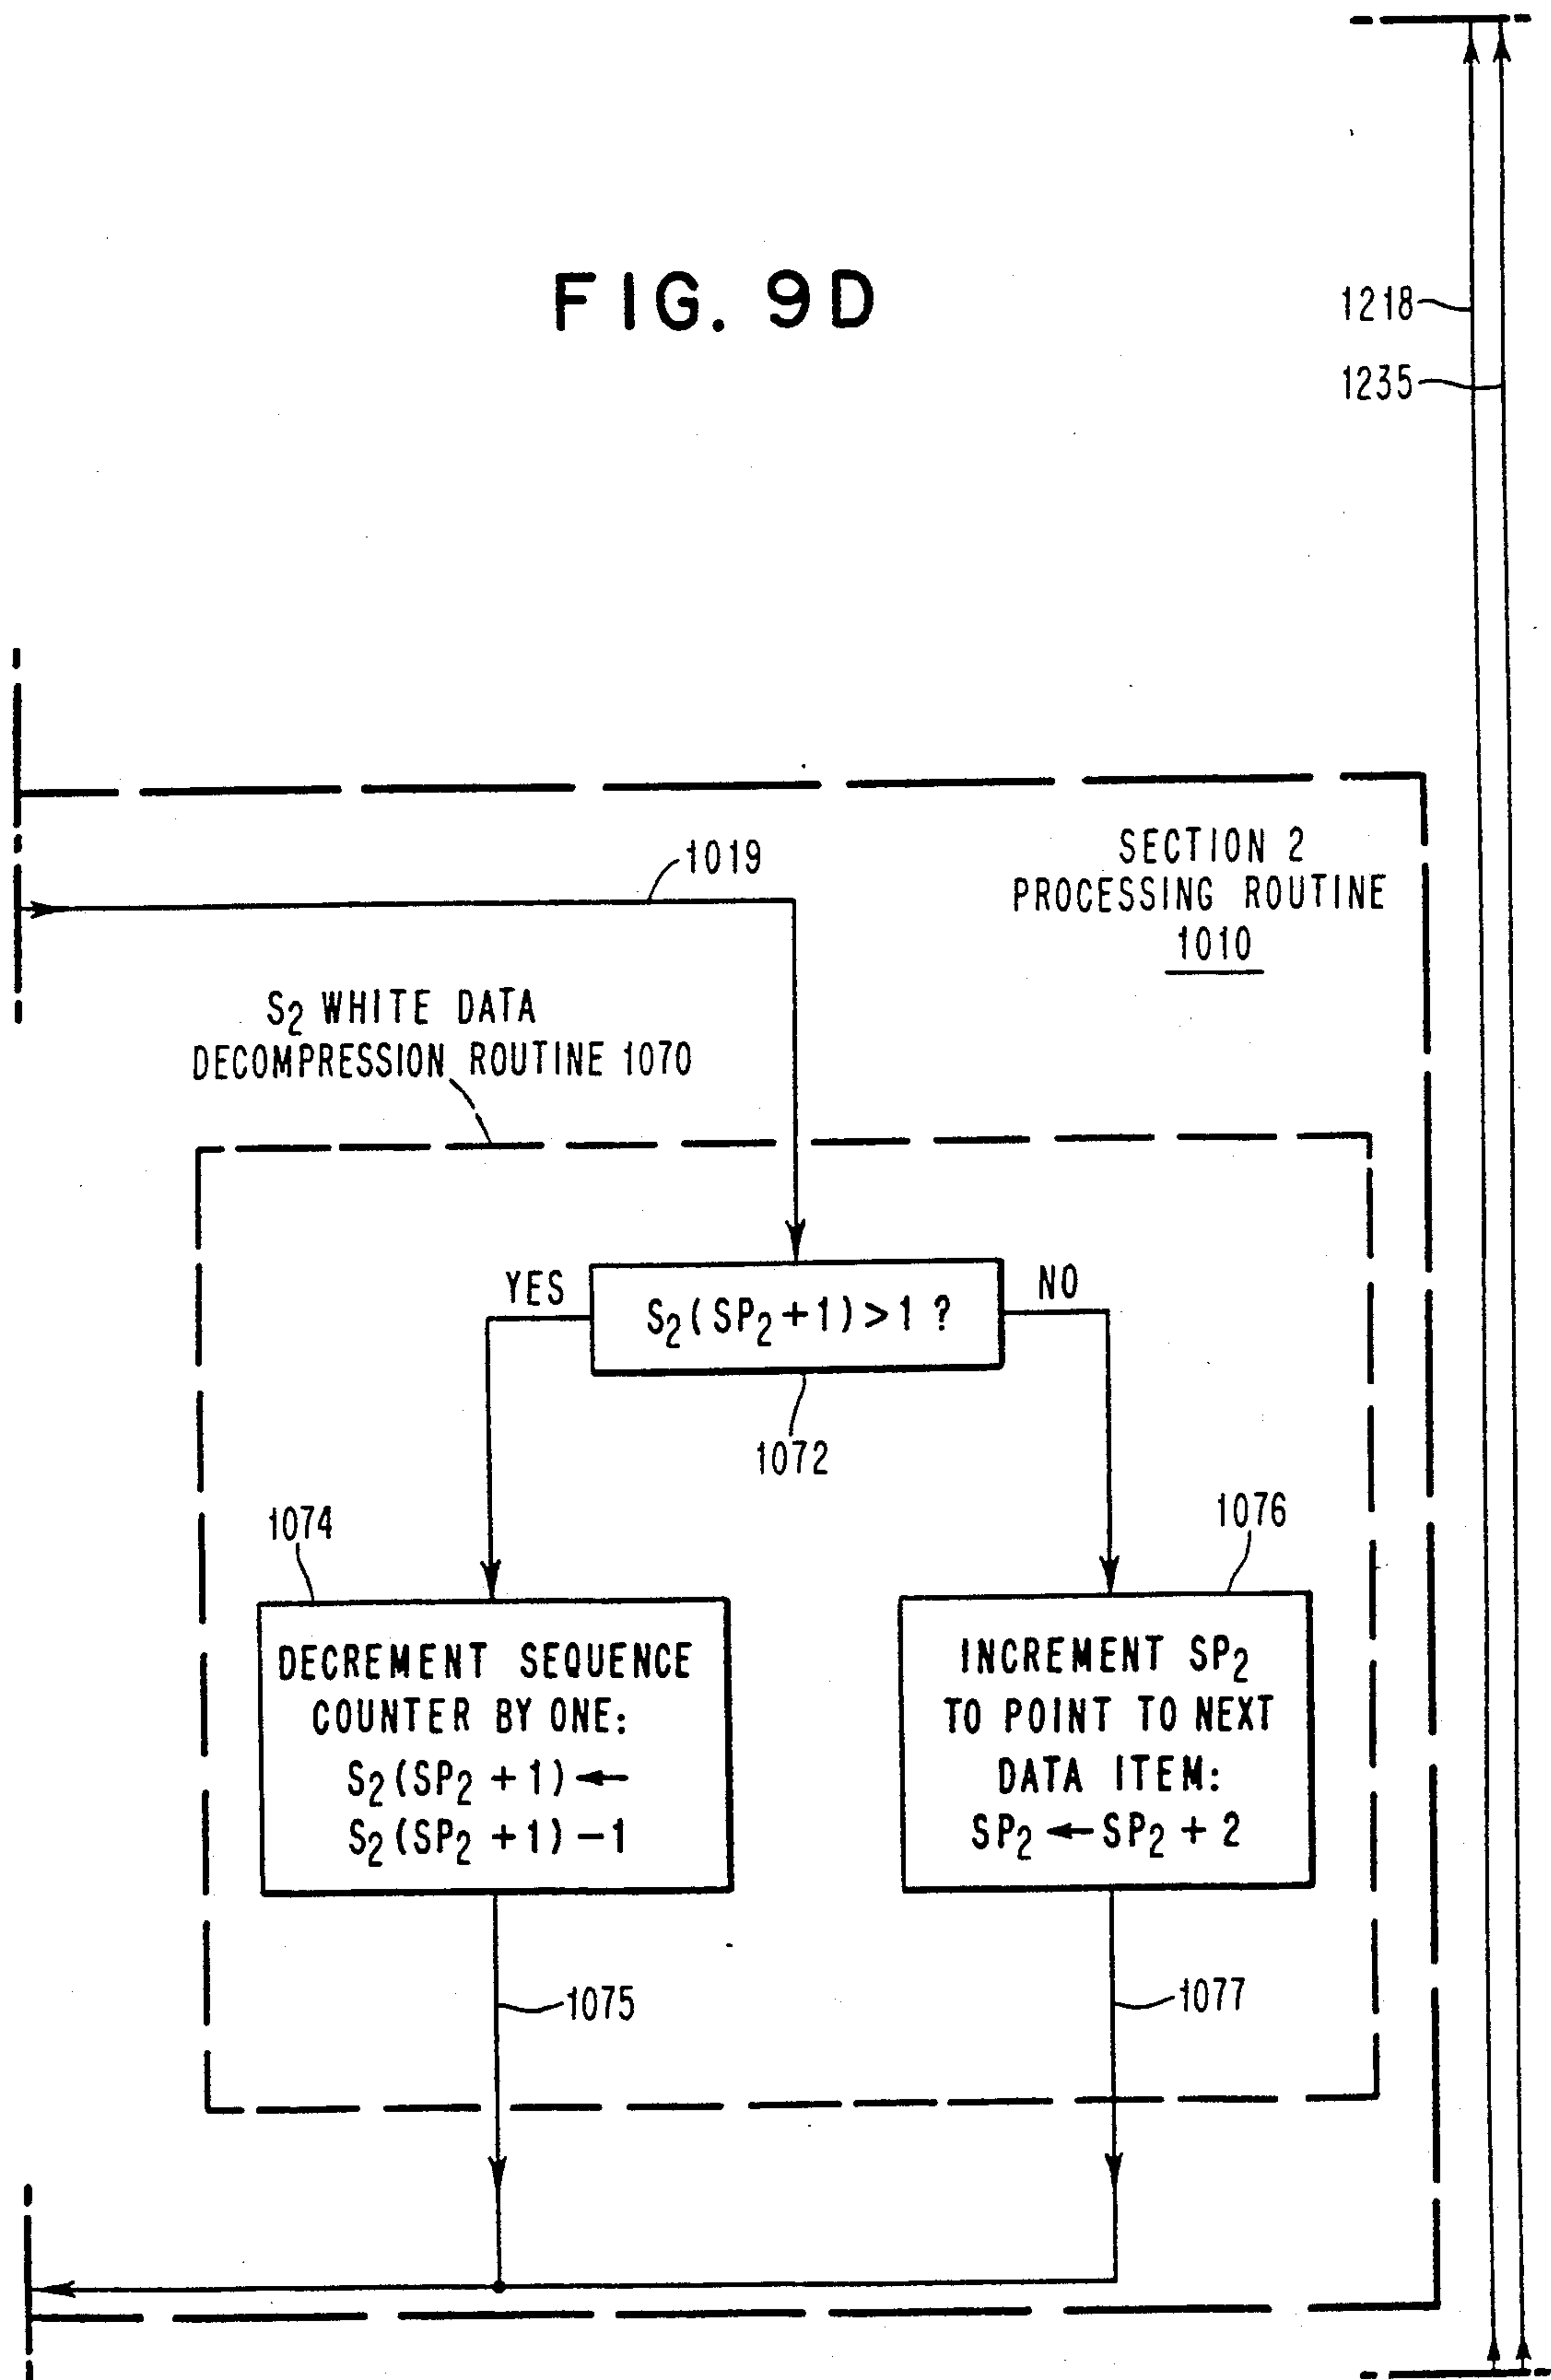 FIG. 9D
1218
1235
1019
SECTION 2
PROCESSING ROUTINE
1010
S₂ WHITE DATA
DECOMPRESSION ROUTINE 1070
YES
S₂(SP₂+1)>1 ?
NO
1072
1074
1076
DECREMENT SEQUENCE
COUNTER BY ONE:
S₂(SP₂+1)←
S₂(SP₂+1)−1
INCREMENT SP₂
TO POINT TO NEXT
DATA ITEM:
SP₂←SP₂+2
1075
1077